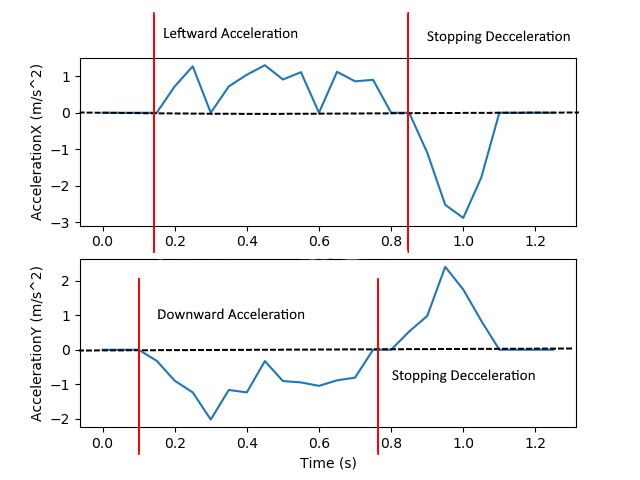 Leftward Acceleration
Stopping Decceleration
AccelerationX (m/s^2)
1
0
−1
−2
−3
0.0 0.2 0.4 0.6 0.8 1.0 1.2
AccelerationY (m/s^2)
2
1
0
−1
−2
Downward Acceleration
Stopping Decceleration
0.0 0.2 0.4 0.6 0.8 1.0 1.2
Time (s)